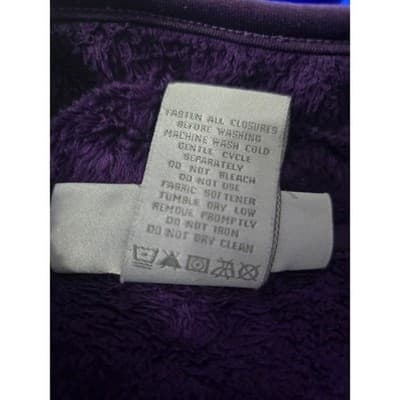 FASTEN ALL CLOSURES
BEFORE WASHING
MACHINE WASH COLD
GENTLE CYCLE
SEPARATELY
DO NOT BLEACH
DO NOT USE
FABRIC SOFTENER
TUMBLE DRY LOW
REMOVE PROMPTLY
DO NOT IRON
DO NOT DRY CLEAN